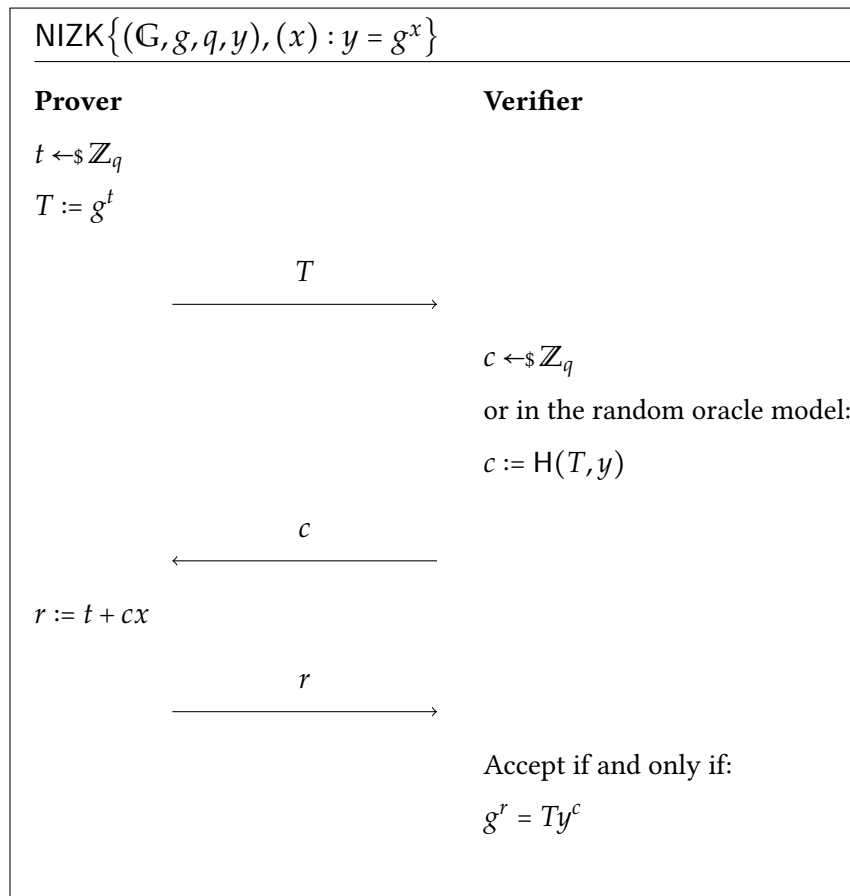 NIZK{(𝔾, g, q, y), (x) : y = g^x}
Prover Verifier
t ←$ ℤ_q
T := g^t
T
c ←$ ℤ_q
or in the random oracle model:
c := H(T, y)
c
r := t + cx
r
Accept if and only if:
g^r = Ty^c